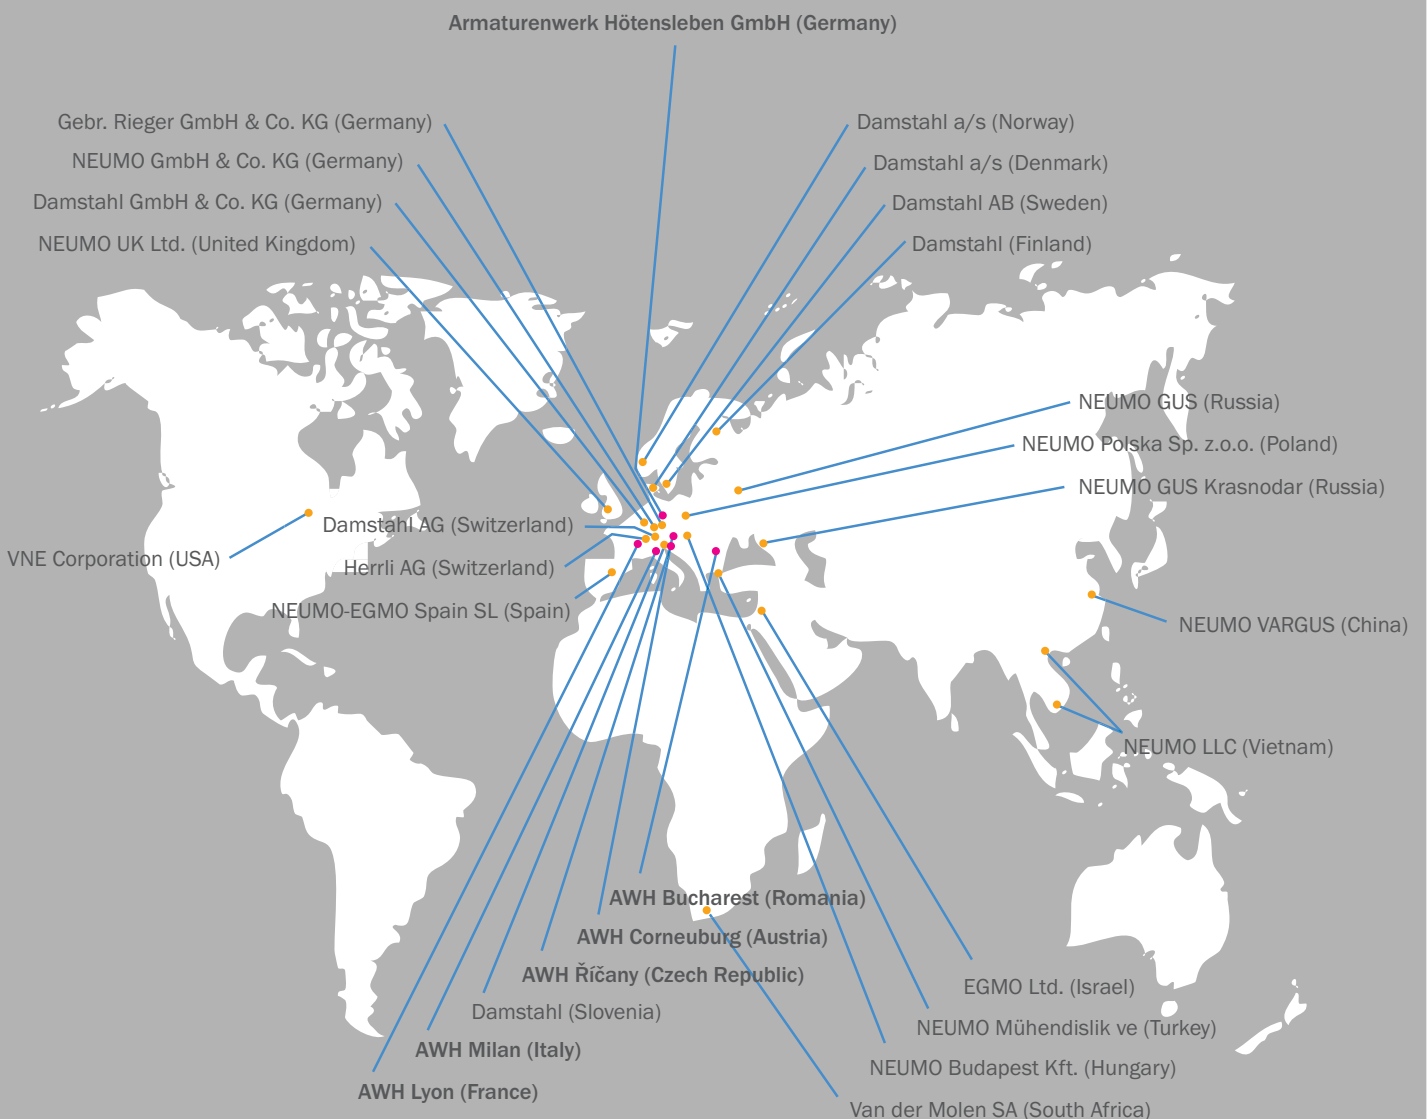 Armaturenwerk Hötensleben GmbH (Germany)
Gebr. Rieger GmbH & Co. KG (Germany)
NEUMO GmbH & Co. KG (Germany)
Damstahl GmbH & Co. KG (Germany)
NEUMO UK Ltd. (United Kingdom)
Damstahl a/s (Norway)
Damstahl a/s (Denmark)
Damstahl AB (Sweden)
Damstahl (Finland)
NEUMO GUS (Russia)
NEUMO Polska Sp. z.o.o. (Poland)
NEUMO GUS Krasnodar (Russia)
Damstahl AG (Switzerland)
VNE Corporation (USA)
Herrli AG (Switzerland)
NEUMO-EGMO Spain SL (Spain)
NEUMO VARGUS (China)
NEUMO LLC (Vietnam)
AWH Bucharest (Romania)
AWH Corneuburg (Austria)
AWH Říčany (Czech Republic)
Damstahl (Slovenia)
AWH Milan (Italy)
AWH Lyon (France)
EGMO Ltd. (Israel)
NEUMO Mühendislik ve (Turkey)
NEUMO Budapest Kft. (Hungary)
Van der Molen SA (South Africa)